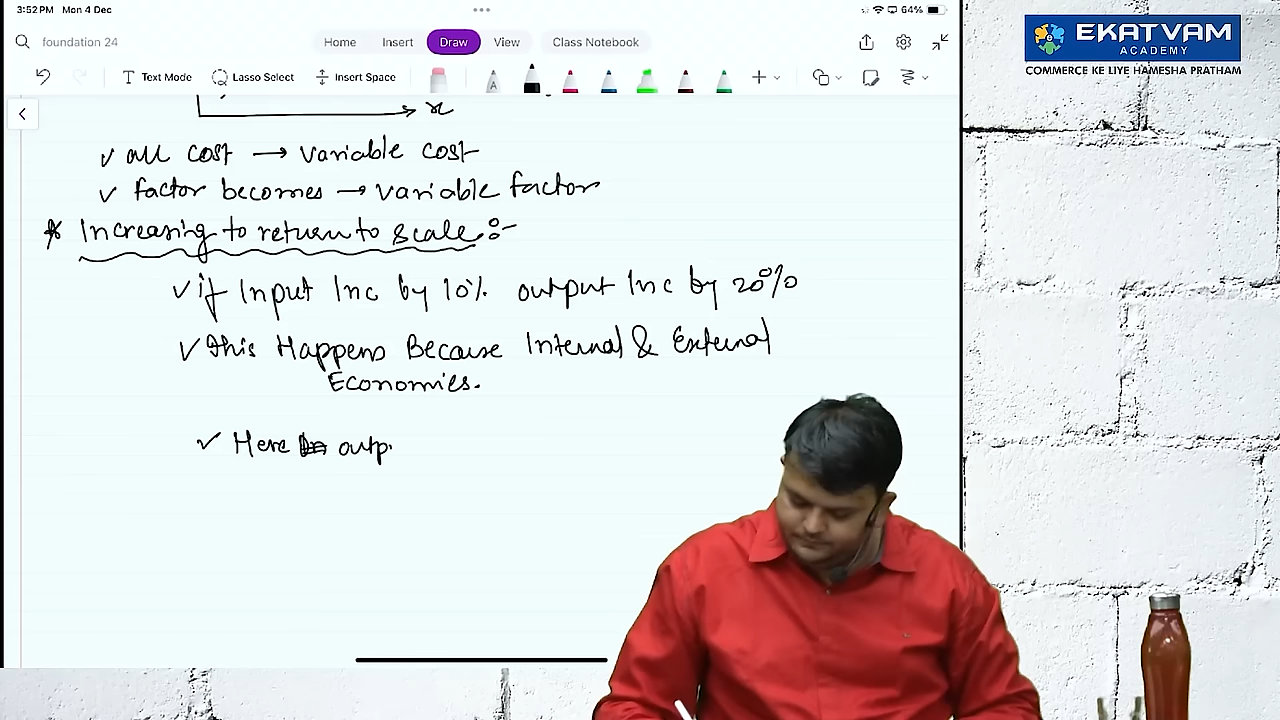 3:52 PM Mon 4 Dec
64%
foundation 24
Home Insert Draw View Class Notebook
Text Mode Lasso Select Insert Space
EKATVAM
ACADEMY
COMMERCE KE LIYE HAMESHA PRATHAM
x
all cost → variable cost
factor becomes → variable factor
* Increasing to return to scale :-
if Input Inc by 10% output Inc by 20%
this Happens Because Internal & External
Economies.
Here outp